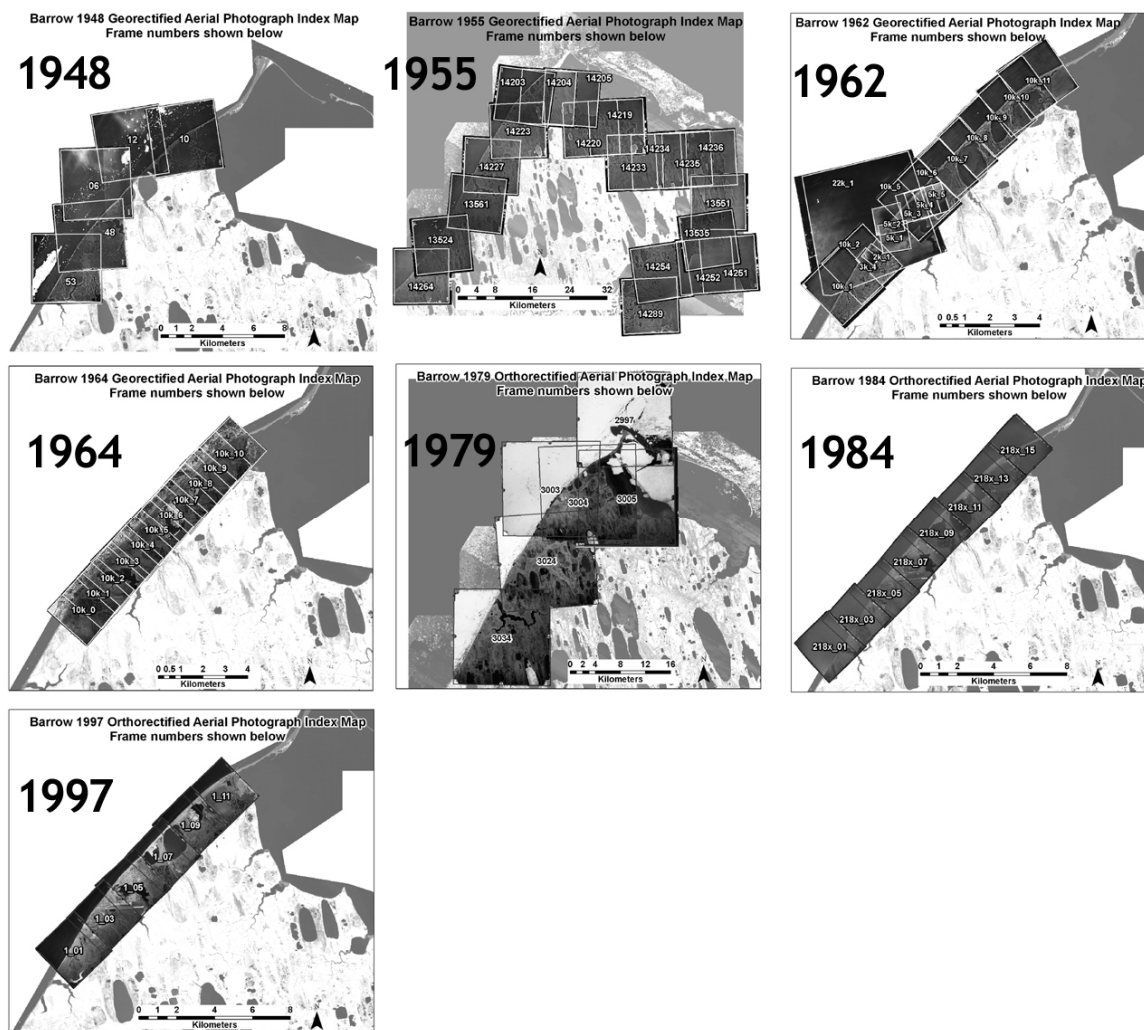 Barrow 1948 Georectified Aerial Photograph Index Map
Frame numbers shown below
1948
12
10
06
48
53
0 1 2 4 6 8
Kilometers
Barrow 1955 Georectified Aerial Photograph Index Map
Frame numbers shown below
1955
14203
14204
14205
14223
14219
14220
14227
14234
14236
14233
14235
13561
13551
13524
13535
14254
14264
14252
14251
14289
0 4 8 16 24 32
Kilometers
Barrow 1962 Georectified Aerial Photograph Index Map
Frame numbers shown below
1962
10k_11
10k_10
10k_9
10k_8
10k_7
10k_6
22k_1
10k_5
5k_5
5k_4
5k_3
5k_2
5k_1
10k_2
2k_1
3k_4
10k_1
N
0 0.5 1 2 3 4
Kilometers
Barrow 1964 Georectified Aerial Photograph Index Map
Frame numbers shown below
1964
10k_10
10k_9
10k_8
10k_7
10k_6
10k_5
10k_4
10k_3
10k_2
10k_1
10k_0
N
0 0.5 1 2 3 4
Kilometers
Barrow 1979 Orthorectified Aerial Photograph Index Map
Frame numbers shown below
1979
2997
3003
3004
3005
3024
3034
N
0 2 4 8 12 16
Kilometers
Barrow 1984 Orthorectified Aerial Photograph Index Map
Frame numbers shown below
1984
218x_15
218x_13
218x_11
218x_09
218x_07
218x_05
218x_03
218x_01
N
0 1 2 4 6 8
Kilometers
Barrow 1997 Orthorectified Aerial Photograph Index Map
Frame numbers shown below
1997
1_11
1_09
1_07
1_05
1_03
1_01
N
0 1 2 4 6 8
Kilometers